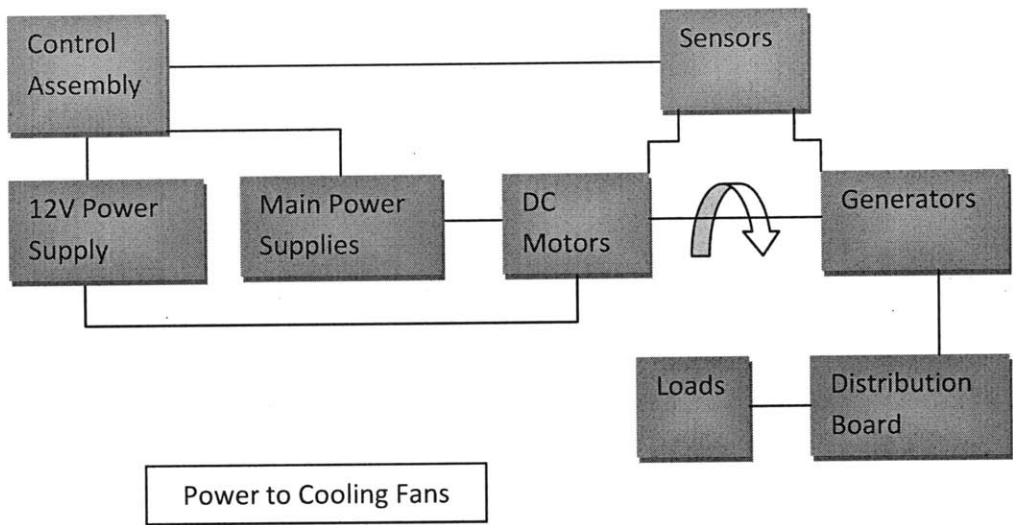 Control
Assembly
Sensors
12V Power
Supply
Main Power
Supplies
DC
Motors
Generators
Loads
Distribution
Board
Power to Cooling Fans